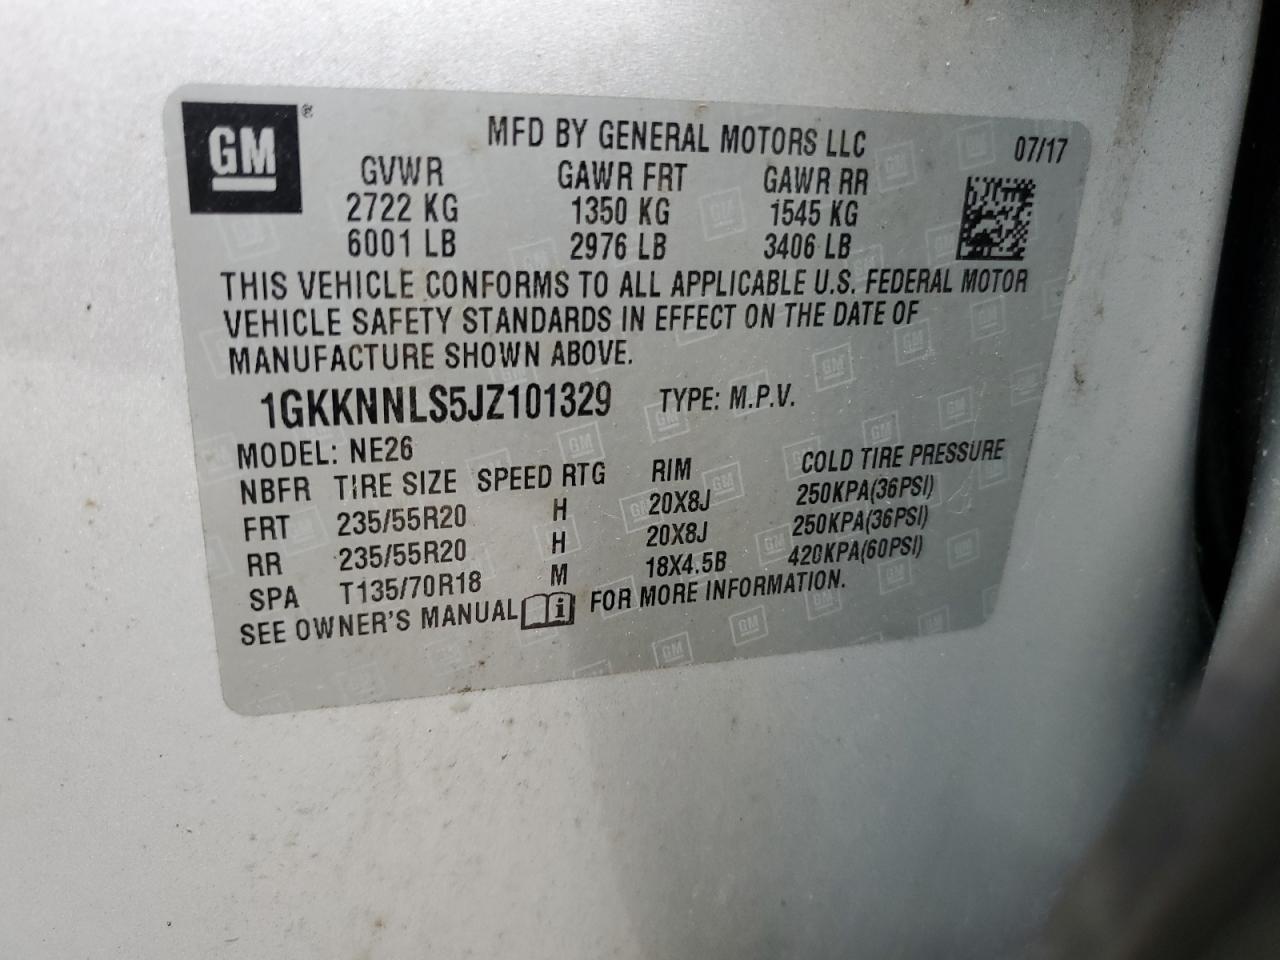 GM ®
MFD BY GENERAL MOTORS LLC 07/17
GVWR GAWR FRT GAWR RR
2722 KG 1350 KG 1545 KG
6001 LB 2976 LB 3406 LB
THIS VEHICLE CONFORMS TO ALL APPLICABLE U.S. FEDERAL MOTOR
VEHICLE SAFETY STANDARDS IN EFFECT ON THE DATE OF
MANUFACTURE SHOWN ABOVE.
1GKKNNLS5JZ101329 TYPE: M.P.V.
MODEL: NE26
NBFR TIRE SIZE SPEED RTG RIM COLD TIRE PRESSURE
FRT 235/55R20 H 20X8J 250KPA(36PSI)
RR 235/55R20 H 20X8J 250KPA(36PSI)
SPA T135/70R18 M 18X4.5B 420KPA(60PSI)
SEE OWNER'S MANUAL i FOR MORE INFORMATION.